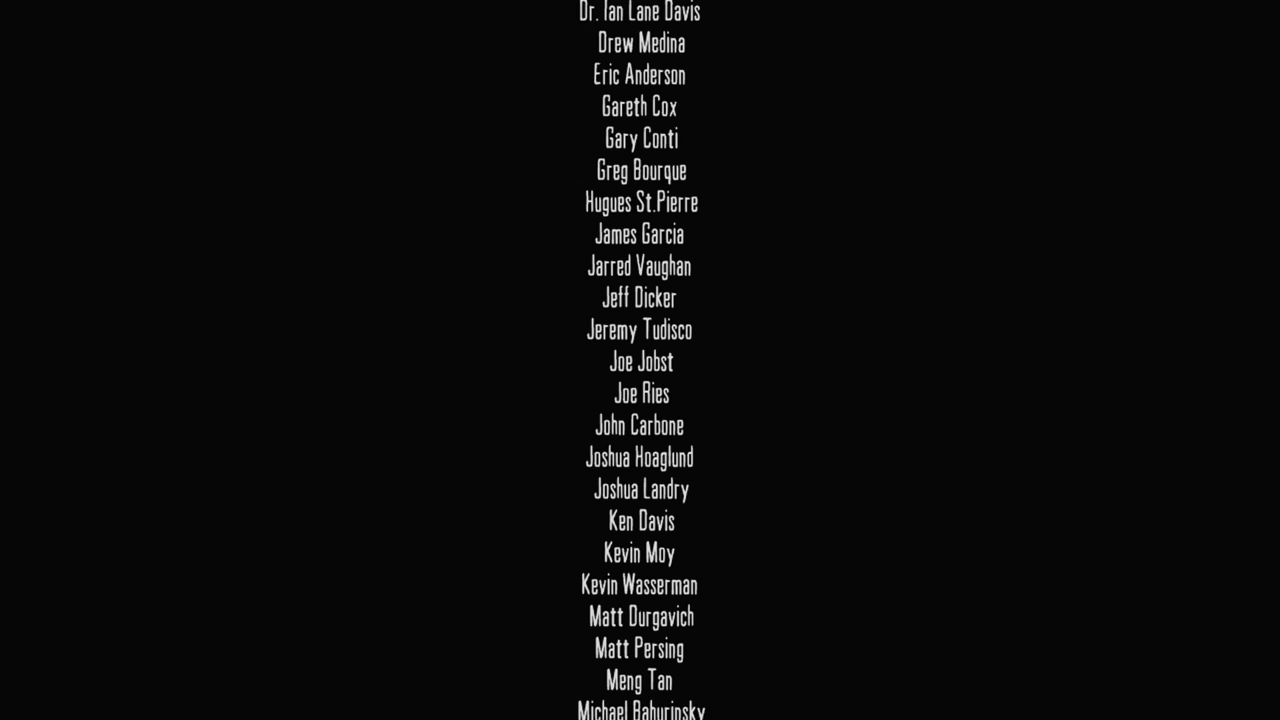 Dr. Ian Lane Davis
Drew Medina
Eric Anderson
Gareth Cox
Gary Conti
Greg Bourque
Hugues St.Pierre
James Garcia
Jarred Vaughan
Jeff Dicker
Jeremy Tudisco
Joe Jobst
Joe Ries
John Carbone
Joshua Hoaglund
Joshua Landry
Ken Davis
Kevin Moy
Kevin Wasserman
Matt Durgavich
Matt Persing
Meng Tan
Michael Bahurinsky